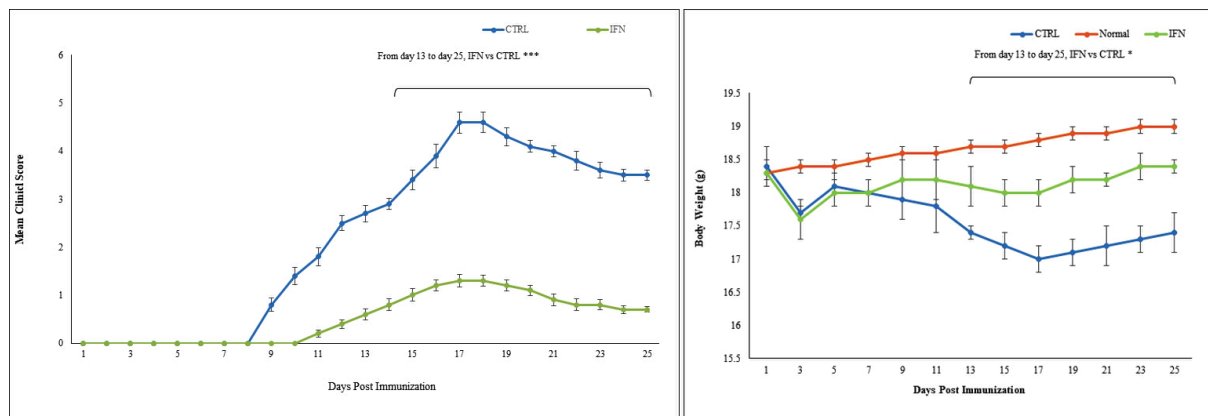 CTRL IFN
From day 13 to day 25, IFN vs CTRL ***
6
5
4
3
2
1
0
Mean Clinicl Score
1 3 5 7 9 11 13 15 17 19 21 23 25
Days Post Immunization
CTRL Normal IFN
From day 13 to day 25, IFN vs CTRL *
19.5
19
18.5
18
17.5
17
16.5
16
15.5
Body Weight (g)
1 3 5 7 9 11 13 15 17 19 21 23 25
Days Post Immunization